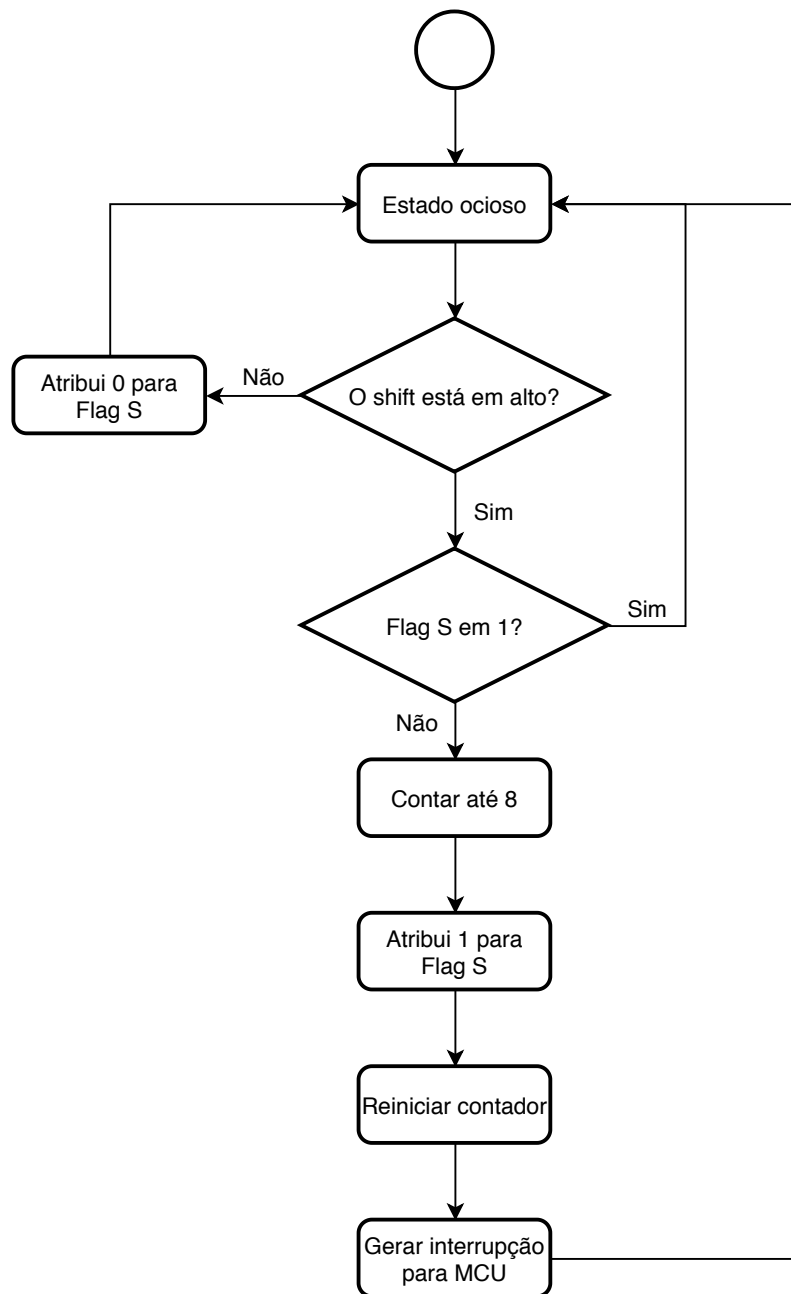 Estado ocioso
Atribui 0 para
Flag S
Não
O shift está em alto?
Sim
Flag S em 1?
Sim
Não
Contar até 8
Atribui 1 para
Flag S
Reiniciar contador
Gerar interrupção
para MCU